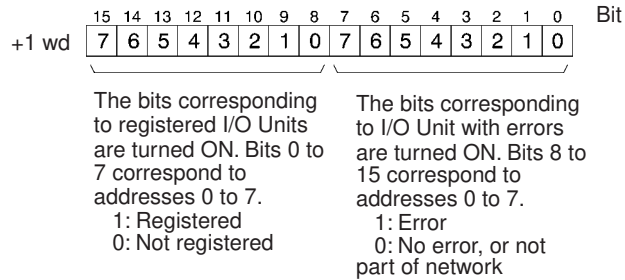 15 14 13 12 11 10 9 8 7 6 5 4 3 2 1 0 Bit
+1 wd 7 6 5 4 3 2 1 0 7 6 5 4 3 2 1 0
The bits corresponding
to registered I/O Units
are turned ON. Bits 0 to
7 correspond to
addresses 0 to 7.
1: Registered
0: Not registered
The bits corresponding
to I/O Unit with errors
are turned ON. Bits 8 to
15 correspond to
addresses 0 to 7.
1: Error
0: No error, or not
part of network